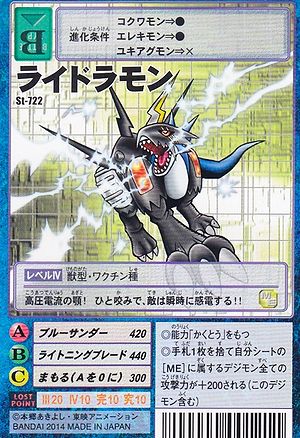 B
しんかじょうけん
進化条件
コクワモン⇒●
エレキモン⇒●
ユキアグモン⇒×
ライドラモン
St-722
レベルⅣ 獣型・ワクチン種
高圧電流の顎! ひと咬みで、敵は瞬時に感電する!!
A ブルーサンダー 420
B ライトニングブレード 440
C まもる(Aを0に) 300
LOST POINT Ⅲ20 Ⅳ10 完10 究10
◎能力「かくとう」をもつ
○手札1枚を捨て自分シートの
[ME]に属するデジモン全ての
攻撃力が+200される(このデジ
モン含む)
©本郷あきよし・東映アニメーション
BANDAI 2014 MADE IN JAPAN